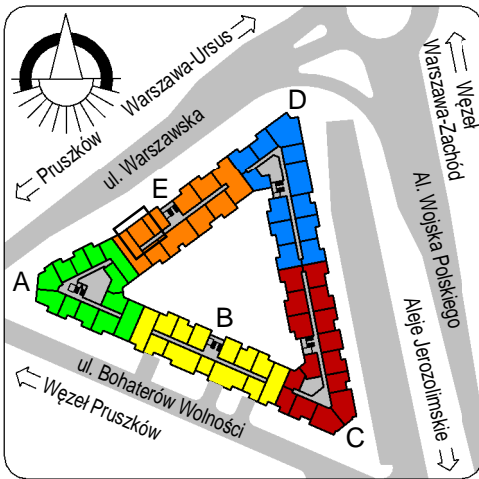 Warszawa-Ursus
Pruszków
ul. Warszawska
Węzeł
Warszawa-Zachód
Al. Wojska Polskiego
Aleje Jerozolimskie
D
E
A
B
C
ul. Bohaterów Wolności
Węzeł Pruszków